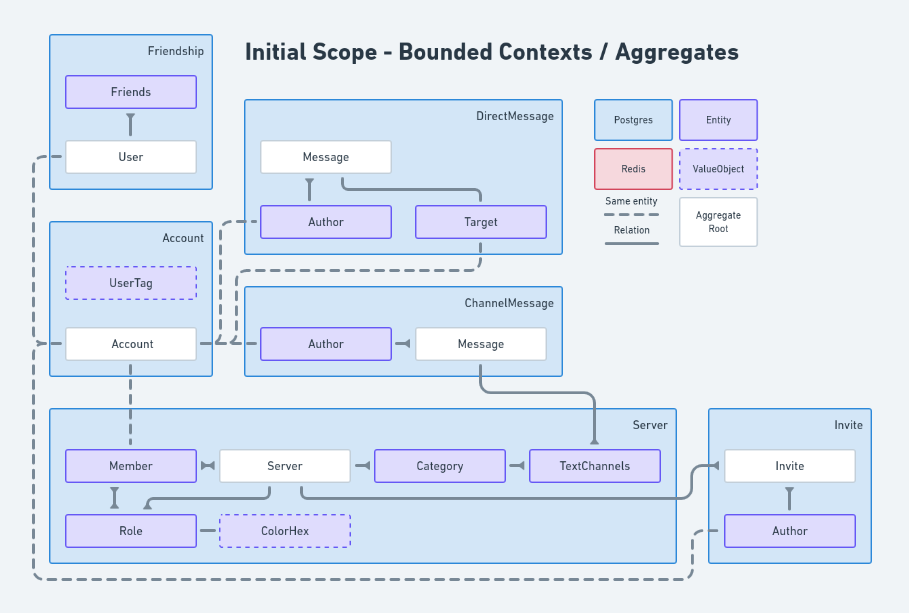 Initial Scope - Bounded Contexts / Aggregates
Friendship
Friends
User
DirectMessage
Message
Author
Target
Postgres
Entity
Redis
ValueObject
Same entity
Relation
Aggregate
Root
Account
UserTag
Account
ChannelMessage
Author
Message
Server
Member
Server
Category
TextChannels
Role
ColorHex
Invite
Invite
Author